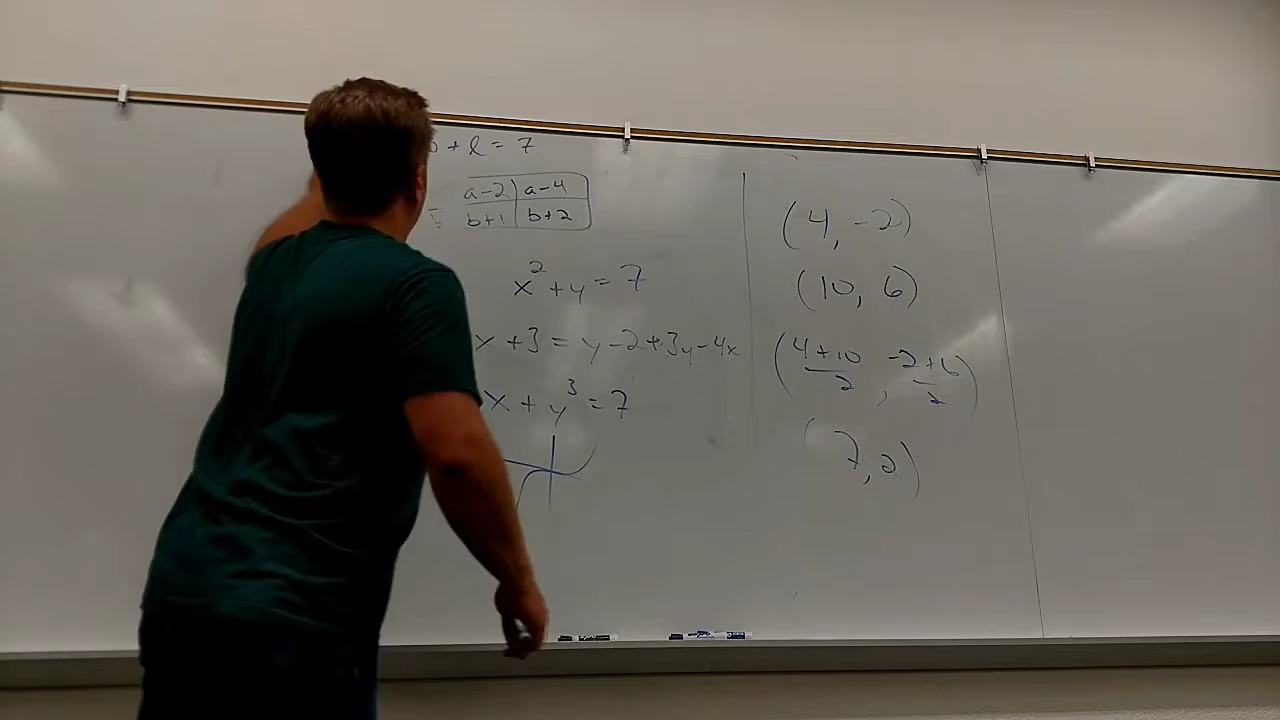 + l = 7
a-2 | a-4
b+1 | b+2
x² + y = 7
x + 3 = y - 2 + 3y - 4x
x + y³ = 7
(4, -2)
(10, 6)
(4+10/2, -2+6/2)
(7, 2)